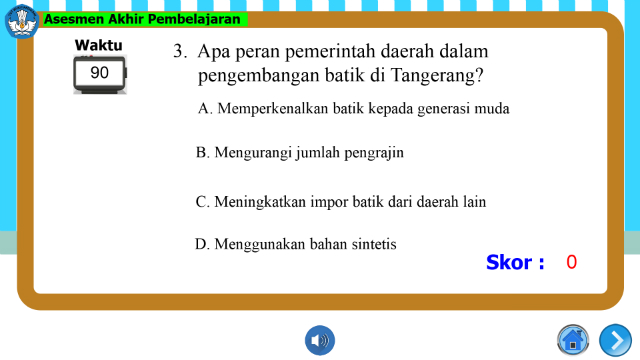 Asesmen Akhir Pembelajaran
Waktu
90
3. Apa peran pemerintah daerah dalam
pengembangan batik di Tangerang?
A. Memperkenalkan batik kepada generasi muda
B. Mengurangi jumlah pengrajin
C. Meningkatkan impor batik dari daerah lain
D. Menggunakan bahan sintetis
Skor : 0